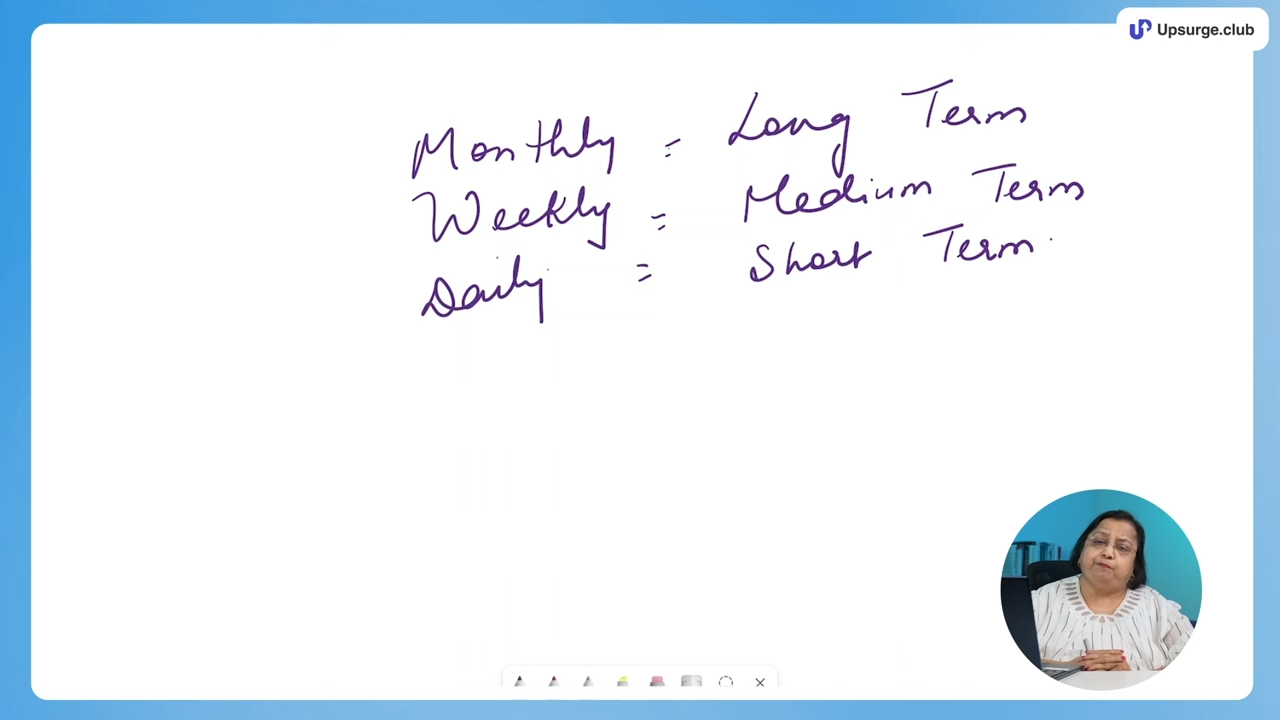 Upsurge.club
Monthly = Long Term
Weekly = Medium Term
Daily = Short Term